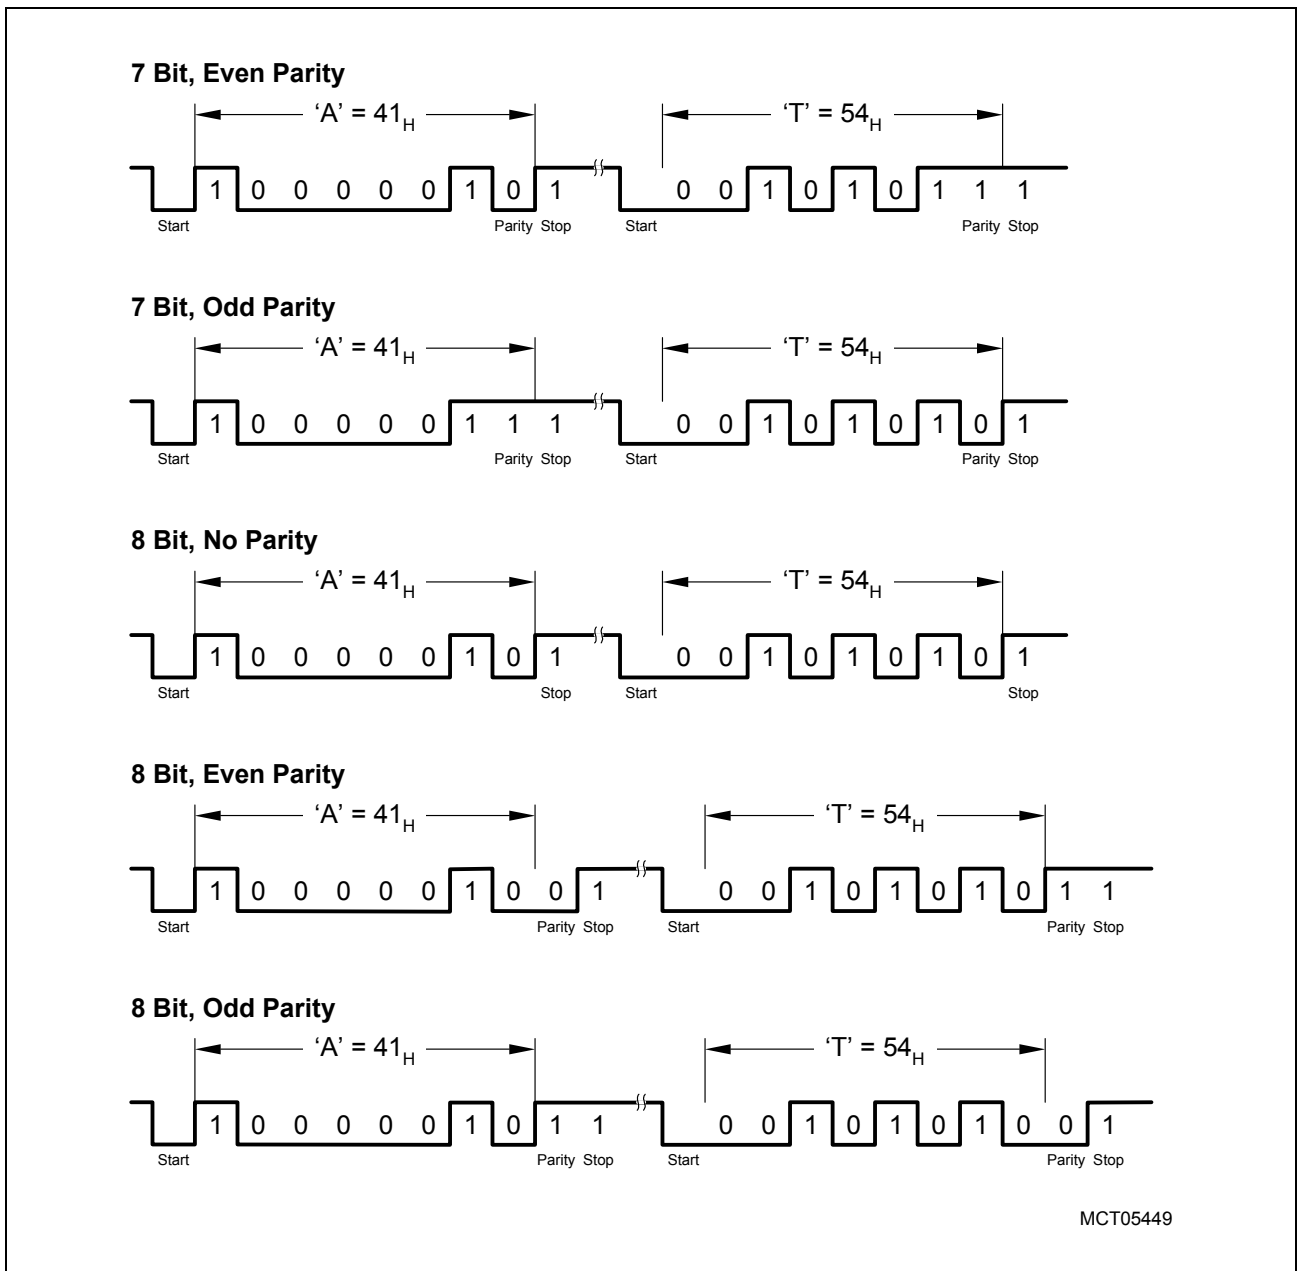 7 Bit, Even Parity
‘A’ = 41H ‘T’ = 54H
1 0 0 0 0 0 1 0 1 0 0 1 0 1 0 1 1 1
Start Parity Stop Start Parity Stop
7 Bit, Odd Parity
‘A’ = 41H ‘T’ = 54H
1 0 0 0 0 0 1 1 1 0 0 1 0 1 0 1 0 1
Start Parity Stop Start Parity Stop
8 Bit, No Parity
‘A’ = 41H ‘T’ = 54H
1 0 0 0 0 0 1 0 1 0 0 1 0 1 0 1 0 1
Start Stop Start Stop
8 Bit, Even Parity
‘A’ = 41H ‘T’ = 54H
1 0 0 0 0 0 1 0 0 1 0 0 1 0 1 0 1 0 1 1
Start Parity Stop Start Parity Stop
8 Bit, Odd Parity
‘A’ = 41H ‘T’ = 54H
1 0 0 0 0 0 1 0 1 1 0 0 1 0 1 0 1 0 0 1
Start Parity Stop Start Parity Stop
MCT05449